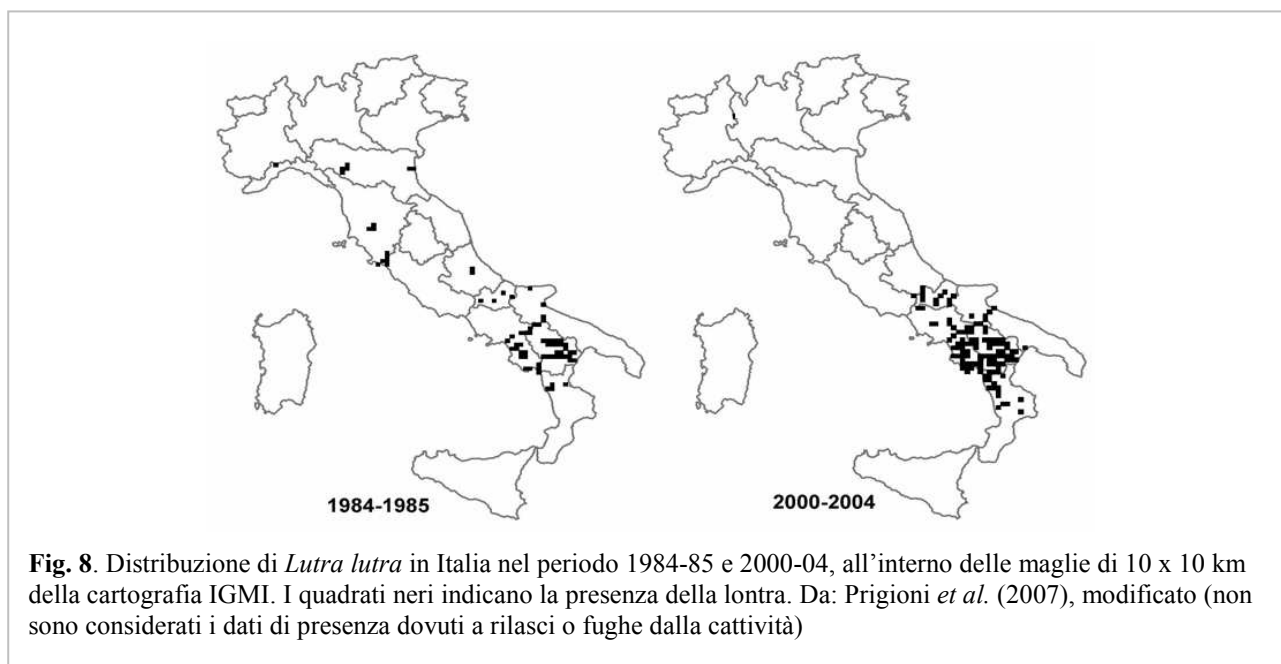 1984-1985
2000-2004
Fig. 8. Distribuzione di Lutra lutra in Italia nel periodo 1984-85 e 2000-04, all’interno delle maglie di 10 x 10 km
della cartografia IGMI. I quadrati neri indicano la presenza della lontra. Da: Prigioni et al. (2007), modificato (non
sono considerati i dati di presenza dovuti a rilasci o fughe dalla cattività)